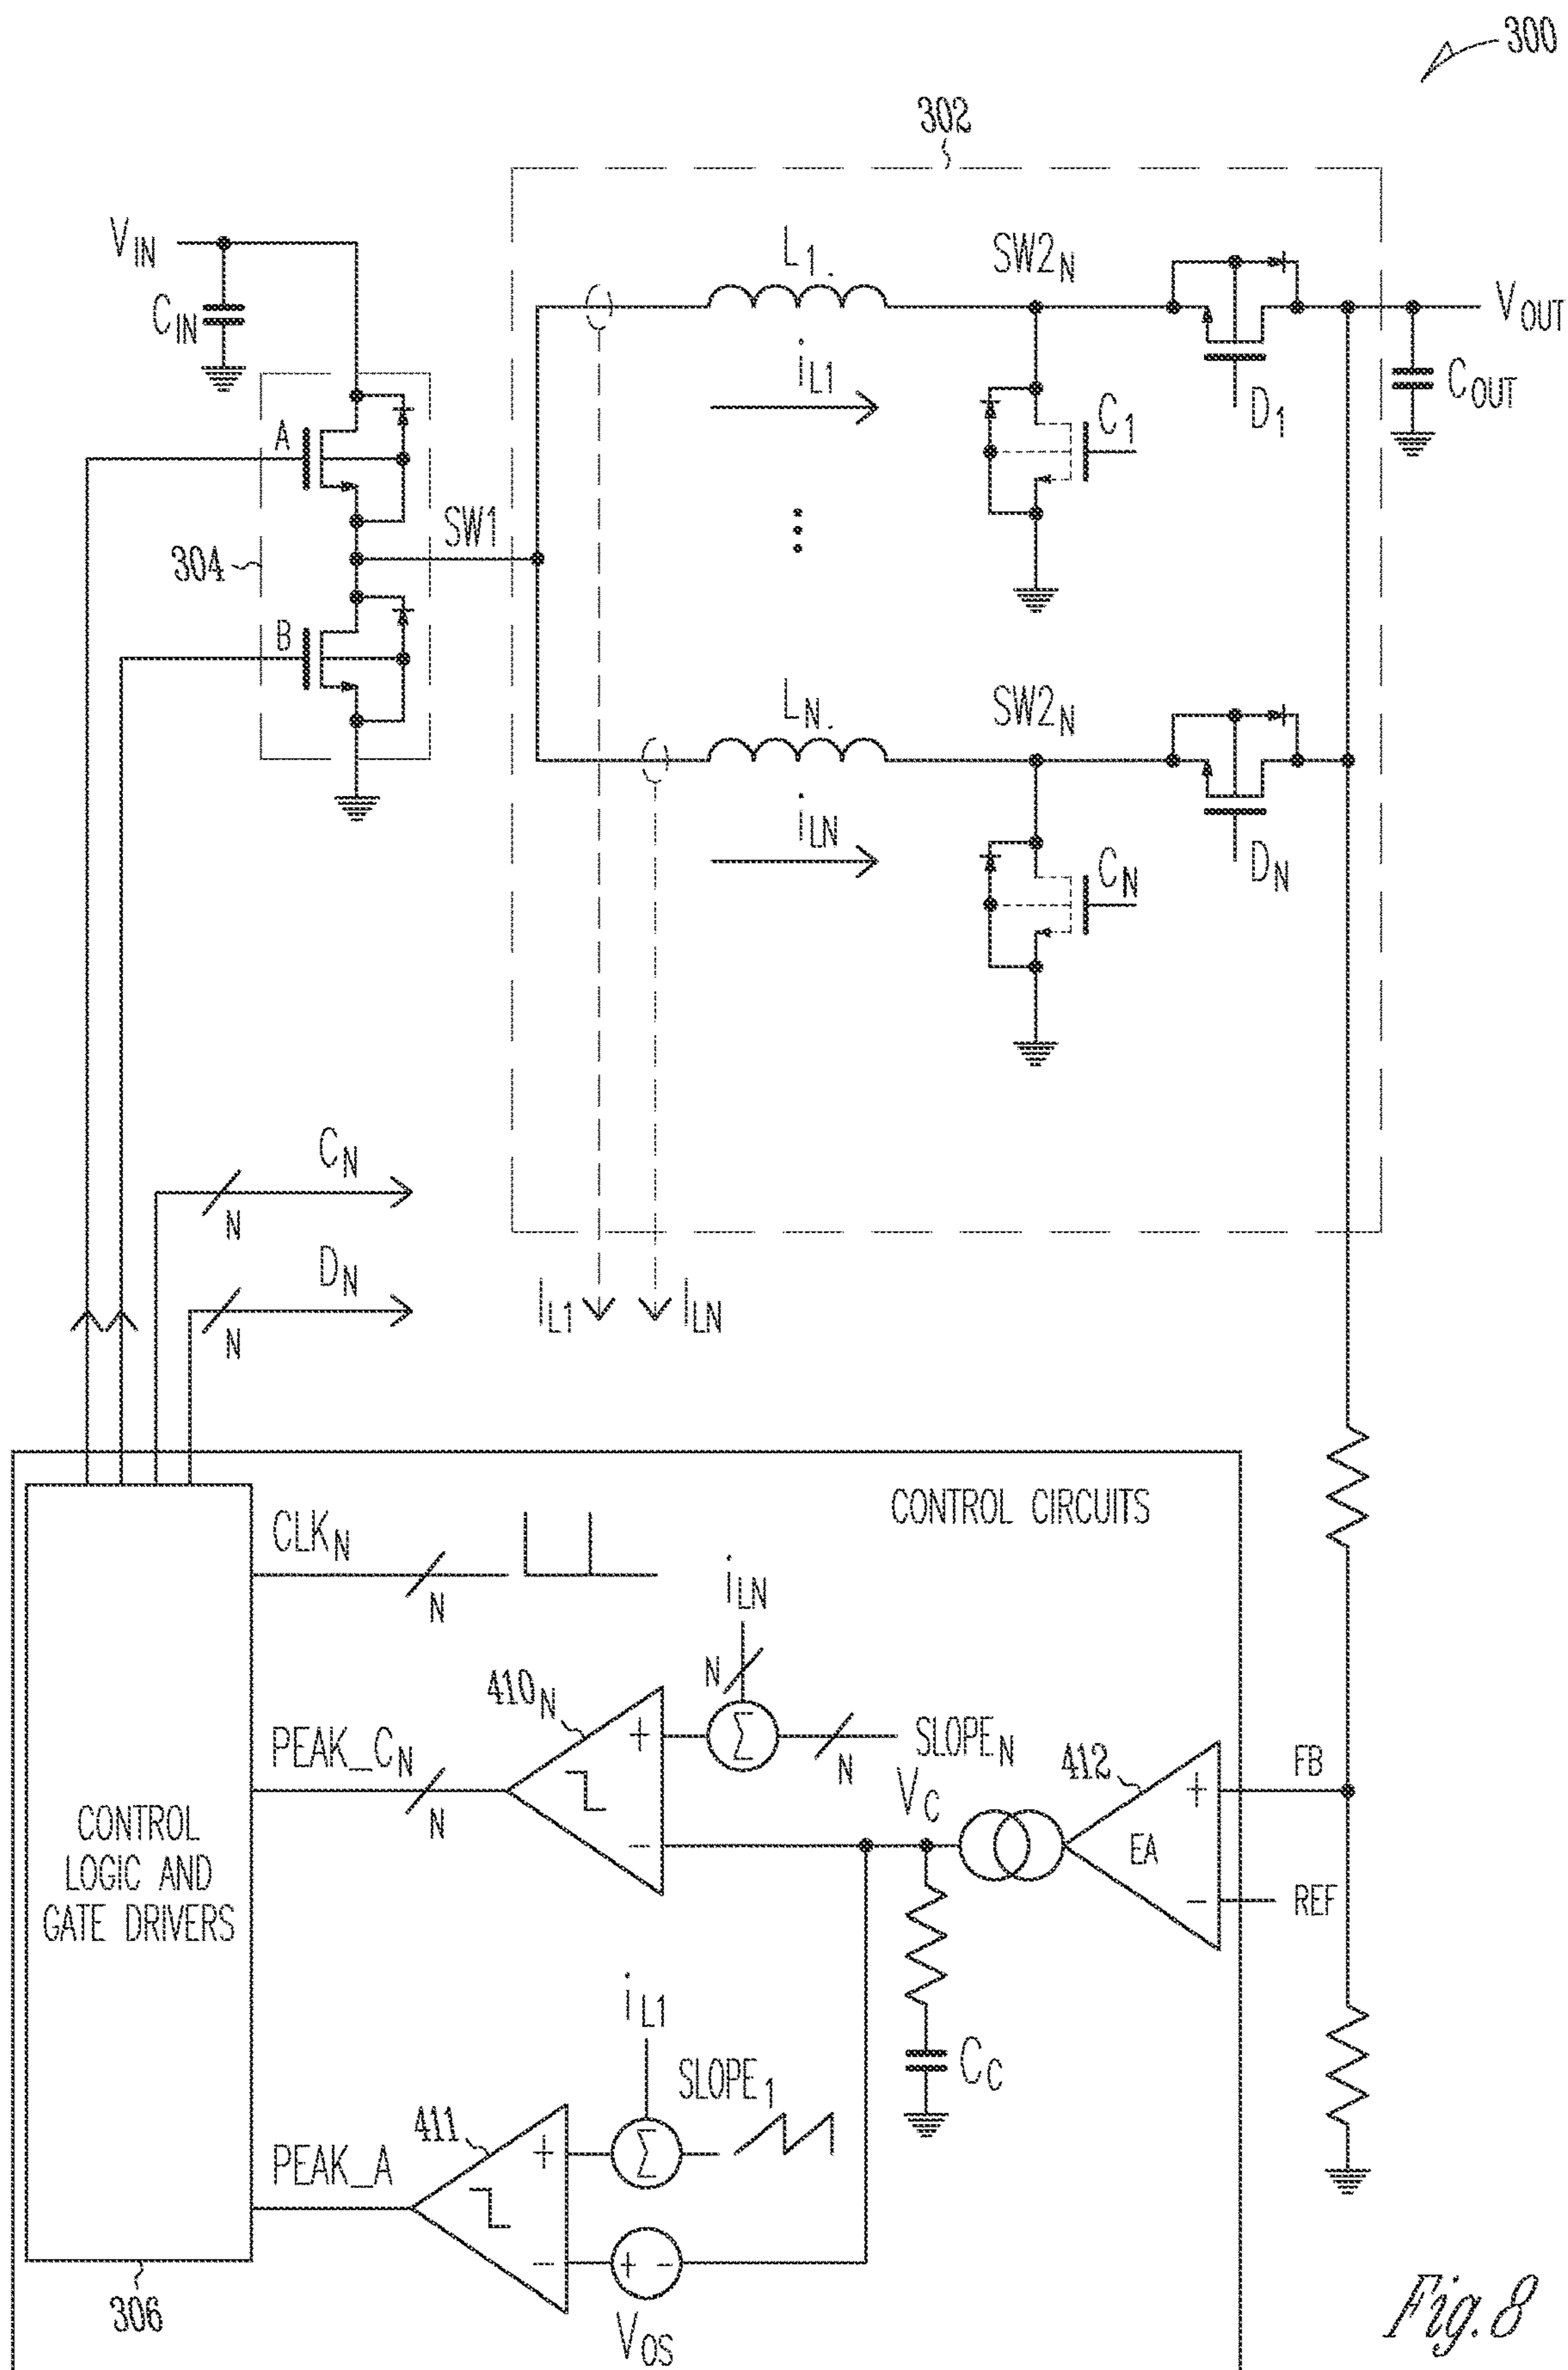 300
302
V_IN
C_IN
L_1.
SW2_N
V_OUT
i_L1
C_1
D_1
C_OUT
A
SW1
304
B
L_N.
SW2_N
i_LN
C_N
D_N
C_N
N
D_N
N
I_L1
I_LN
CONTROL CIRCUITS
CLK_N
N
i_LN
N
410_N
+
Σ
SLOPE_N
N
PEAK_C_N
N
−
V_C
412
+
FB
EA
−
REF
CONTROL
LOGIC AND
GATE DRIVERS
i_L1
C_C
SLOPE_1
411
+
Σ
PEAK_A
−
+ −
306
V_OS
Fig. 8